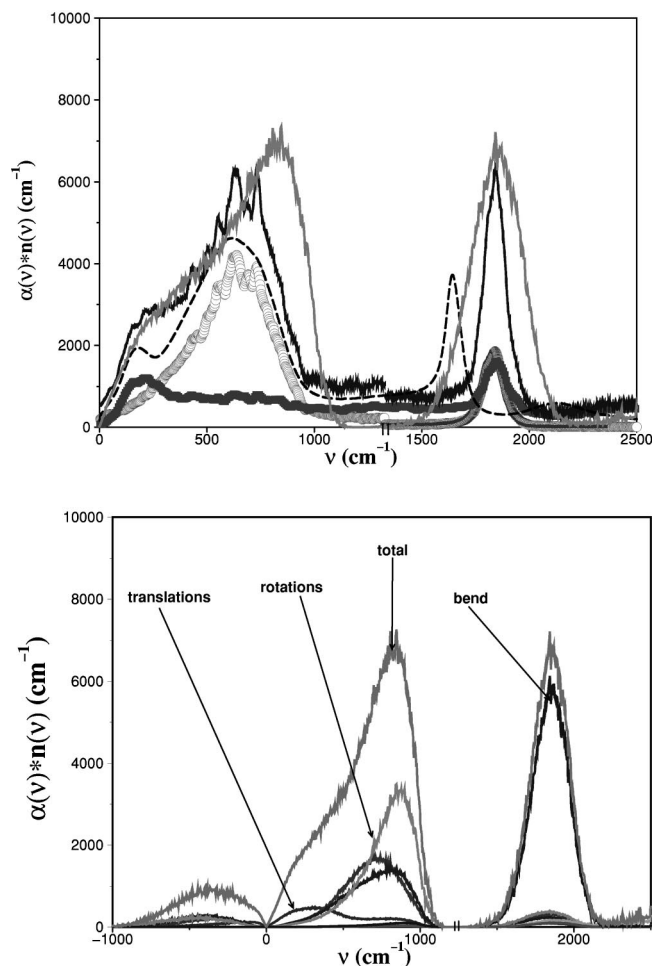 10000
8000
6000
4000
2000
0
α(ν)*n(ν) (cm⁻¹)
0 500 1000 1500 2000 2500
ν (cm⁻¹)
10000
8000
6000
4000
2000
0
α(ν)*n(ν) (cm⁻¹)
total
rotations
translations
bend
−1000 0 1000 2000
ν (cm⁻¹)